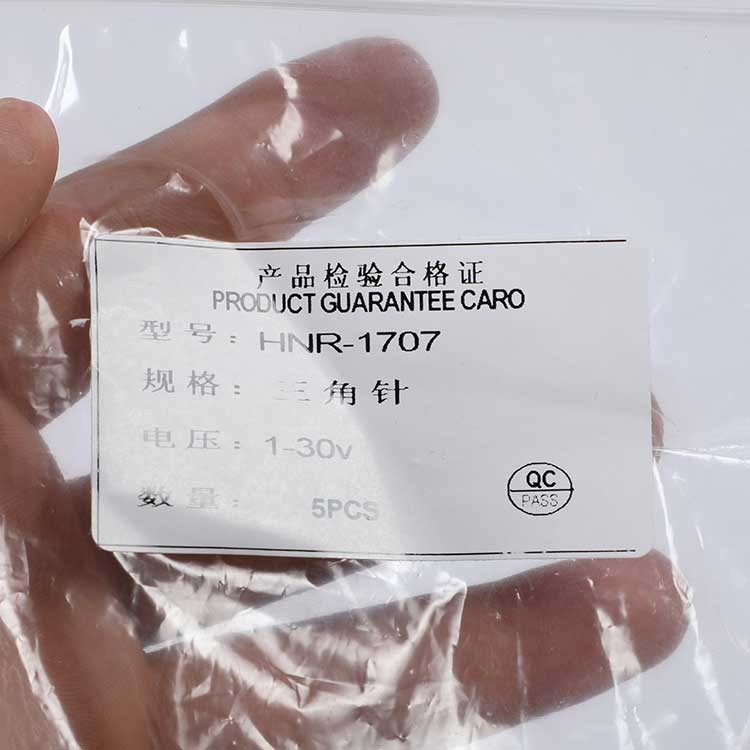 产品检验合格证
PRODUCT GUARANTEE CARO
型号：HNR-1707
规格：三角针
电压：1-30v
数量：5PCS
QC
PASS